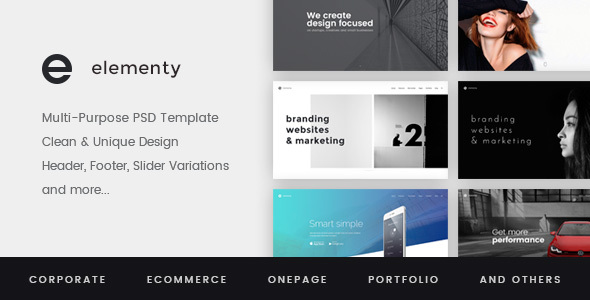 e elementy
Multi-Purpose PSD Template
Clean & Unique Design
Header, Footer, Slider Variations
and more...
We create
design focused
branding
websites
& marketing
2
branding
websites
& marketing
Smart simple
Get more
performance
CORPORATE
ECOMMERCE
ONEPAGE
PORTFOLIO
AND OTHERS